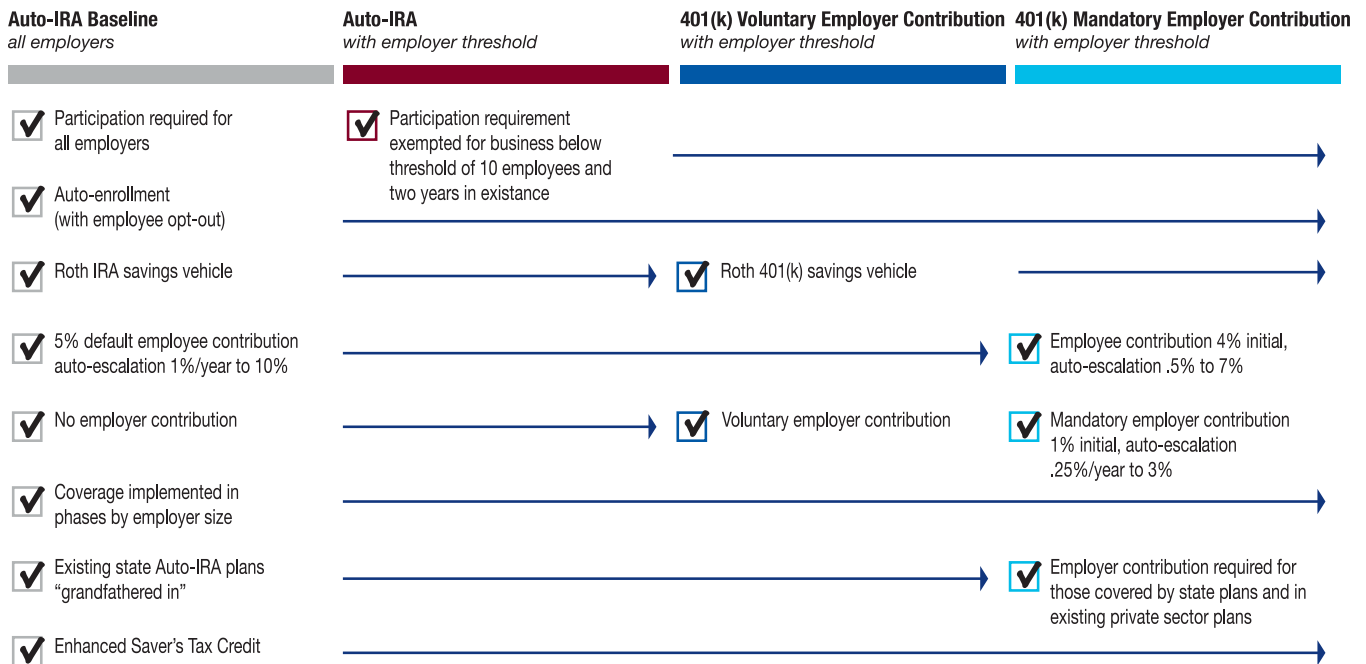 Auto-IRA Baseline
all employers
Auto-IRA
with employer threshold
401(k) Voluntary Employer Contribution
with employer threshold
401(k) Mandatory Employer Contribution
with employer threshold
Participation required for
all employers
Participation requirement
exempted for business below
threshold of 10 employees and
two years in existance
Auto-enrollment
(with employee opt-out)
Roth IRA savings vehicle
Roth 401(k) savings vehicle
5% default employee contribution
auto-escalation 1%/year to 10%
Employee contribution 4% initial,
auto-escalation .5% to 7%
No employer contribution
Voluntary employer contribution
Mandatory employer contribution
1% initial, auto-escalation
.25%/year to 3%
Coverage implemented in
phases by employer size
Existing state Auto-IRA plans
“grandfathered in”
Employer contribution required for
those covered by state plans and in
existing private sector plans
Enhanced Saver’s Tax Credit